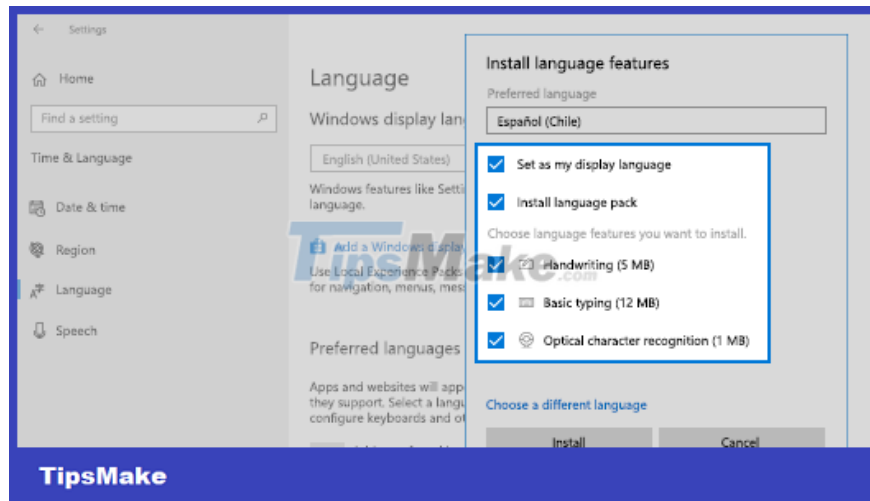 Settings
Home
Find a setting
Time & Language
Date & time
Region
Language
Speech
Language
Windows display lan
English (United States)
Windows features like Setti
language.
Add a Windows display
Use Local Experience Packs
for navigation, menus, mess
Preferred languages
Apps and websites will app
they support. Select a langu
configure keyboards and ot
Install language features
Preferred language
Español (Chile)
Set as my display language
Install language pack
Choose language features you want to install.
Handwriting (5 MB)
Basic typing (12 MB)
Optical character recognition (1 MB)
Choose a different language
Install
Cancel
TipsMake.com
TipsMake